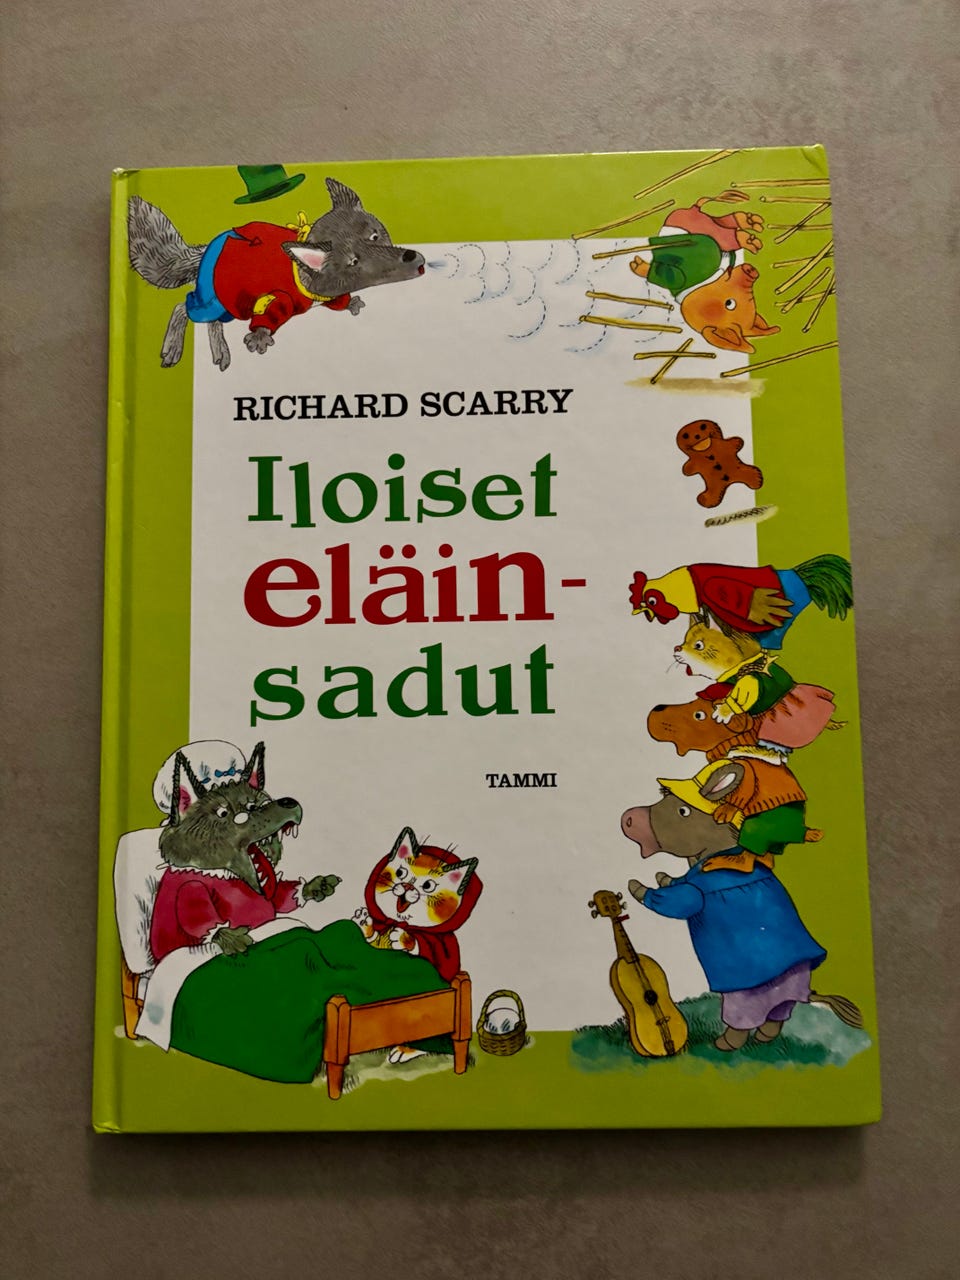 RICHARD SCARRY
Iloiset
eläin-
sadut
TAMMI